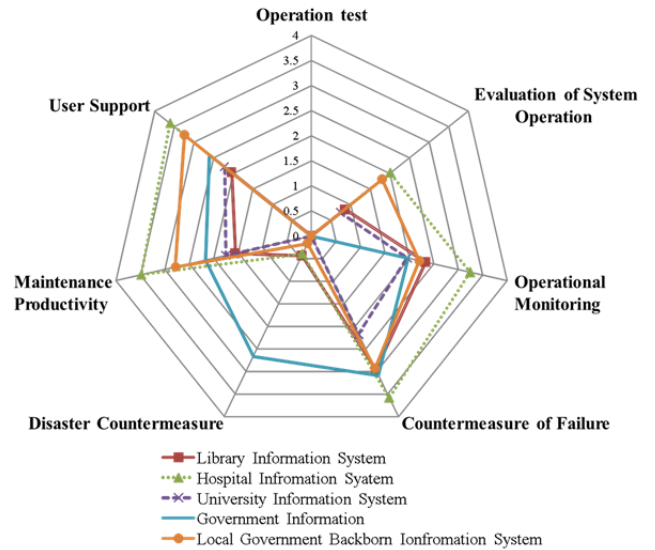 Operation test
4
3.5
3
2.5
2
1.5
1
0.5
0
Evaluation of System
Operation
Operational
Monitoring
Countermeasure of Failure
Disaster Countermeasure
Maintenance
Productivity
User Support
Library Information System
Hospital Infromation Syatem
University Information System
Government Information
Local Government Backborn Ionfromation System